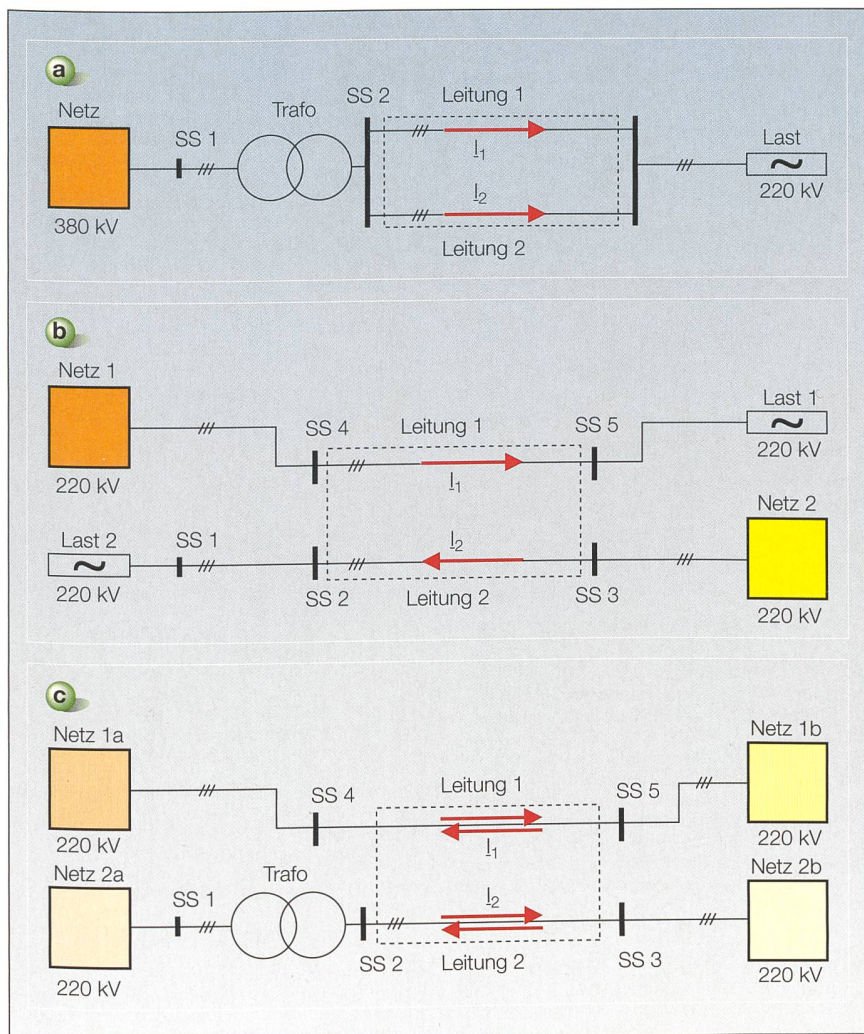 a
Netz
SS 1
Trafo
SS 2
Leitung 1
I1
I2
Leitung 2
Last
~
220 kV
380 kV
b
Netz 1
220 kV
SS 4
Leitung 1
I1
SS 5
Last 1
~
220 kV
Last 2
~
220 kV
SS 1
SS 2
I2
Leitung 2
SS 3
Netz 2
220 kV
c
Netz 1a
220 kV
SS 4
Leitung 1
I1
SS 5
Netz 1b
220 kV
Netz 2a
220 kV
SS 1
Trafo
SS 2
I2
Leitung 2
SS 3
Netz 2b
220 kV